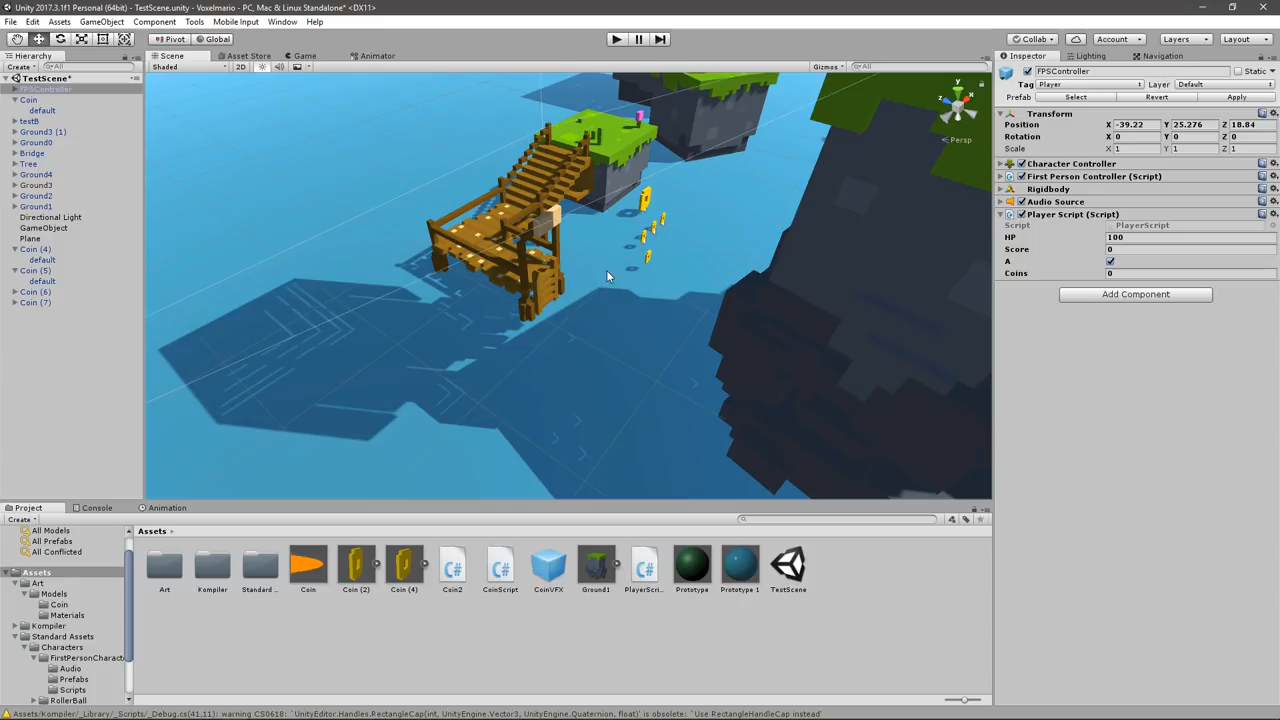 Unity 2017.3.1f1 Personal (64bit) - TestScene.unity - Voxelmario - PC, Mac & Linux Standalone* <DX11>
File Edit Assets GameObject Component Tools Mobile Input Window Help
Pivot Global Collab Account Layers Layout
Hierarchy Scene Asset Store Game Animator Inspector Lighting Navigation
Create All Shaded 2D Gizmos All
FPSController Static
TestScene*
Tag Player Layer Default
FPSController
Prefab Select Revert Apply
Coin
default
testB
Ground3 (1)
Ground0
Bridge
Tree
Ground4
Ground3
Ground2
Ground1
Directional Light
GameObject
Plane
Coin (4)
default
Coin (5)
default
Coin (6)
Coin (7)
y
x
z
Persp
Transform
Position X -39.22 Y 25.276 Z 18.84
Rotation X 0 Y 0 Z 0
Scale X 1 Y 1 Z 1
Character Controller
First Person Controller (Script)
Rigidbody
Audio Source
Player Script (Script)
Script PlayerScript
HP 100
Score 0
A
Coins 0
Add Component
Project Console Animation
Create
All Models
All Prefabs
All Conflicted
Assets
Art
Models
Coin
Materials
Kompiler
Standard Assets
Characters
FirstPersonCharact
Audio
Prefabs
Scripts
RollerBall
Assets
C# C# C#
Art Kompiler Standard ... Coin Coin (2) Coin (4) Coin2 CoinScript CoinVFX Ground1 PlayerScri... Prototype Prototype 1 TestScene
Assets/Kompiler/_Library/_Scripts/_Debug.cs(41,11): warning CS0618: `UnityEditor.Handles.RectangleCap(int, UnityEngine.Vector3, UnityEngine.Quaternion, float)' is obsolete: `Use RectangleHandleCap instead'